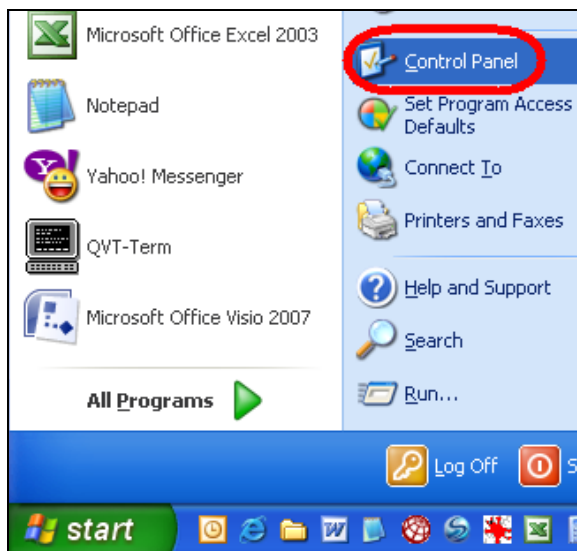 Microsoft Office Excel 2003
Notepad
Yahoo! Messenger
QVT-Term
Microsoft Office Visio 2007
All Programs
Control Panel
Set Program Access
Defaults
Connect To
Printers and Faxes
Help and Support
Search
Run...
Log Off
S
start